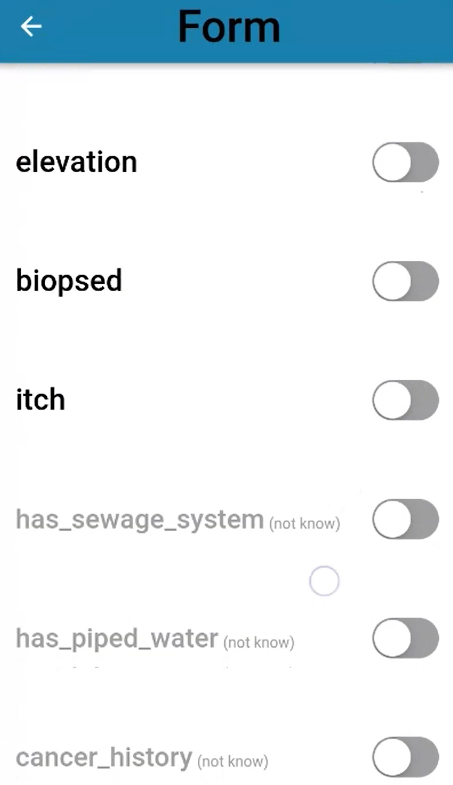 Form
elevation
biopsed
itch
has_sewage_system (not know)
has_piped_water (not know)
cancer_history (not know)